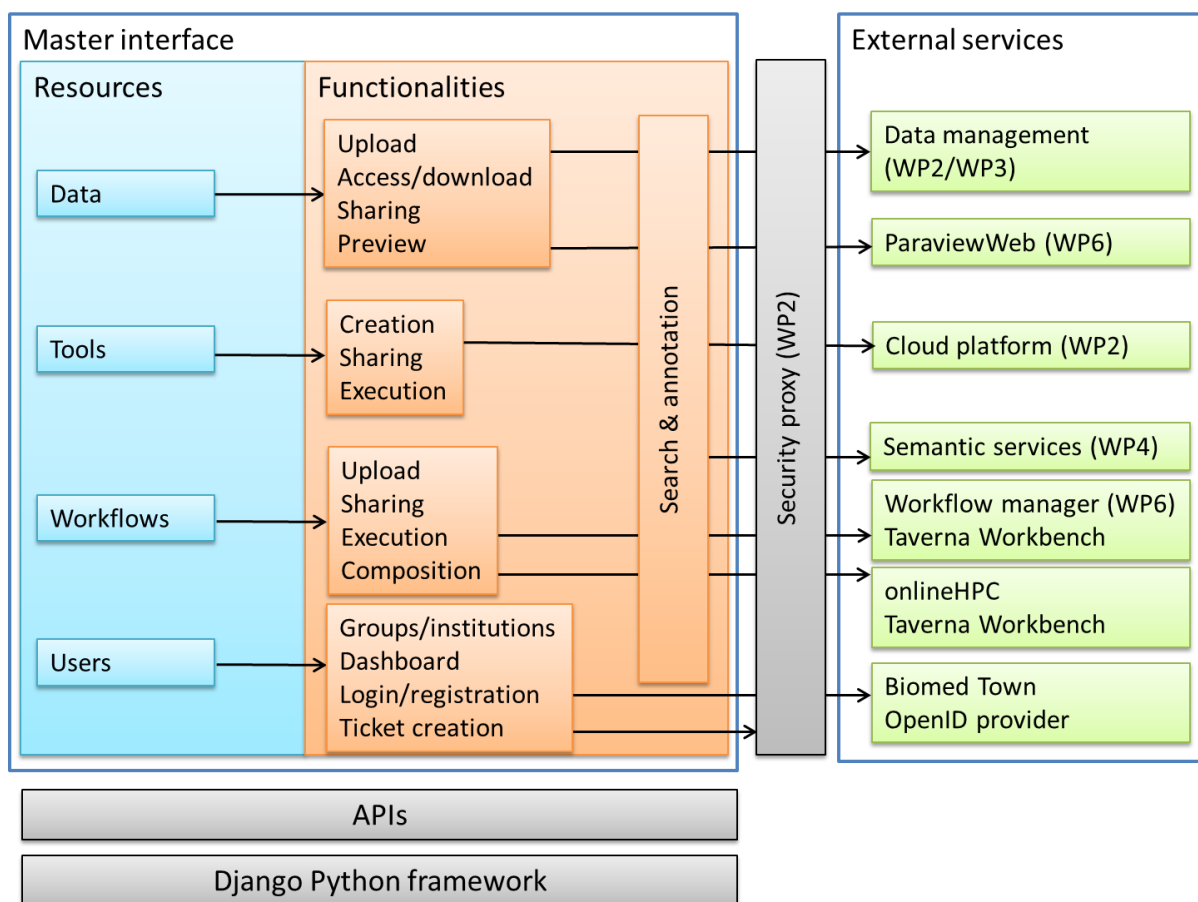 Master interface
Resources
Data
Tools
Workflows
Users
Functionalities
Upload
Access/download
Sharing
Preview
Creation
Sharing
Execution
Upload
Sharing
Execution
Composition
Groups/institutions
Dashboard
Login/registration
Ticket creation
Search & annotation
Security proxy (WP2)
External services
Data management
(WP2/WP3)
ParaviewWeb (WP6)
Cloud platform (WP2)
Semantic services (WP4)
Workflow manager (WP6)
Taverna Workbench
onlineHPC
Taverna Workbench
Biomed Town
OpenID provider
APIs
Django Python framework